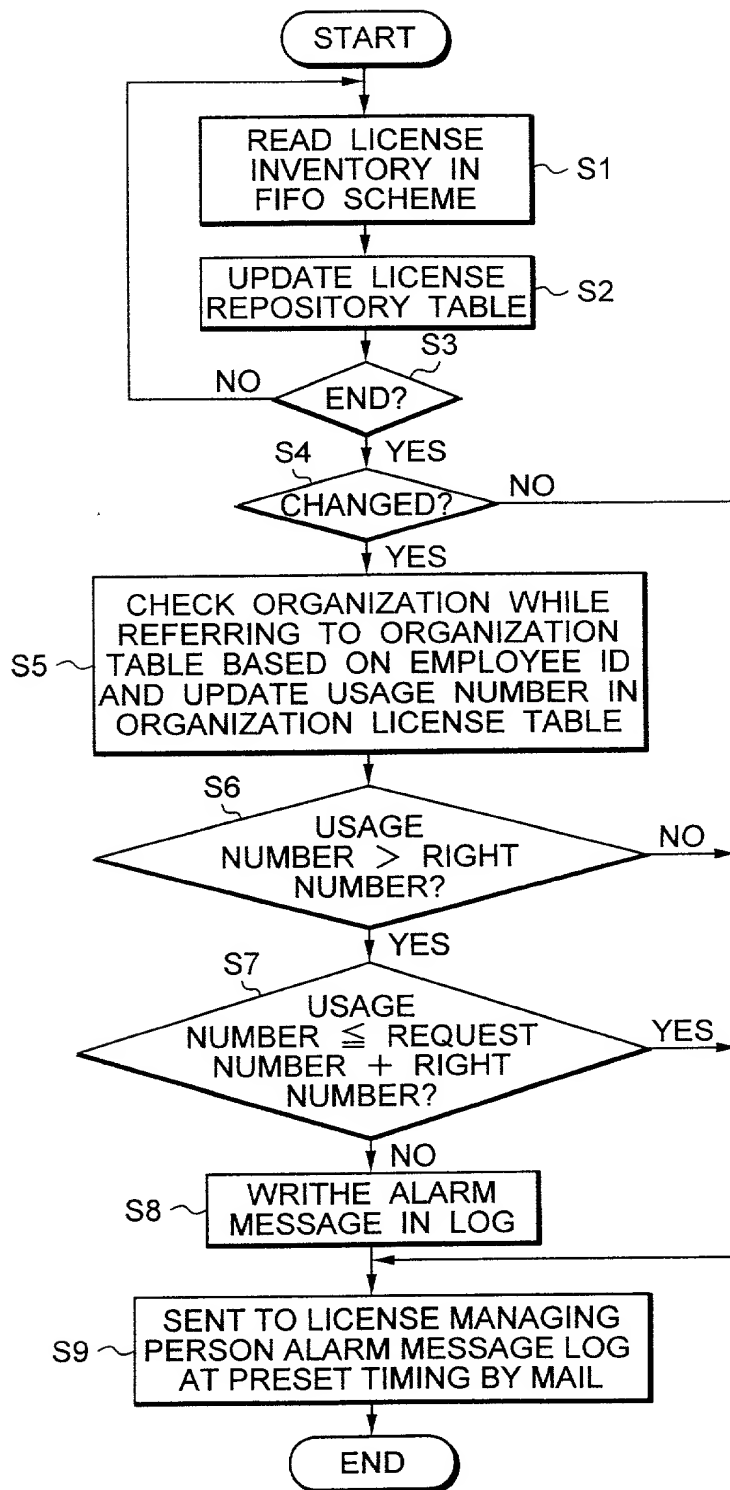 START
READ LICENSE
INVENTORY IN
FIFO SCHEME
S1
UPDATE LICENSE
REPOSITORY TABLE
S2
S3
NO
END?
YES
S4
CHANGED?
NO
YES
CHECK ORGANIZATION WHILE
REFERRING TO ORGANIZATION
TABLE BASED ON EMPLOYEE ID
AND UPDATE USAGE NUMBER IN
ORGANIZATION LICENSE TABLE
S5
S6
USAGE
NUMBER > RIGHT
NUMBER?
NO
YES
S7
USAGE
NUMBER ≦ REQUEST
NUMBER + RIGHT
NUMBER?
YES
NO
S8
WRITHE ALARM
MESSAGE IN LOG
SENT TO LICENSE MANAGING
PERSON ALARM MESSAGE LOG
AT PRESET TIMING BY MAIL
S9
END